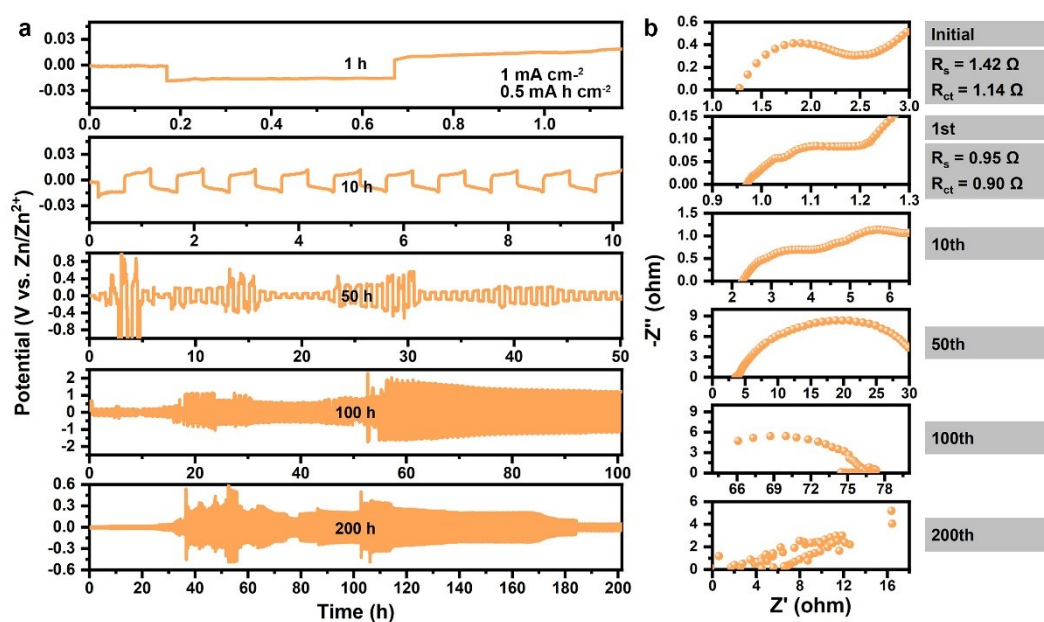 a
Potential (V vs. Zn/Zn²⁺)
0.03
0.00
-0.03
1 h
1 mA cm⁻²
0.5 mA h cm⁻²
0.0 0.2 0.4 0.6 0.8 1.0
0.03
0.00
-0.03
10 h
0 2 4 6 8 10
0.8
0.4
0.0
-0.4
-0.8
50 h
0 10 20 30 40 50
2
1
0
-1
-2
100 h
0 20 40 60 80 100
0.6
0.3
0.0
-0.3
-0.6
200 h
0 20 40 60 80 100 120 140 160 180 200
Time (h)
b
-Z'' (ohm)
0.6
0.4
0.2
0.0
1.0 1.5 2.0 2.5 3.0
Initial
Rₛ = 1.42 Ω
R_ct = 1.14 Ω
0.15
0.10
0.05
0.00
0.9 1.0 1.1 1.2 1.3
1st
Rₛ = 0.95 Ω
R_ct = 0.90 Ω
1.5
1.0
0.5
0.0
2 3 4 5 6
10th
9
6
3
0
0 5 10 15 20 25 30
50th
9
6
3
0
66 69 72 75 78
100th
6
4
2
0
0 4 8 12 16
200th
Z' (ohm)